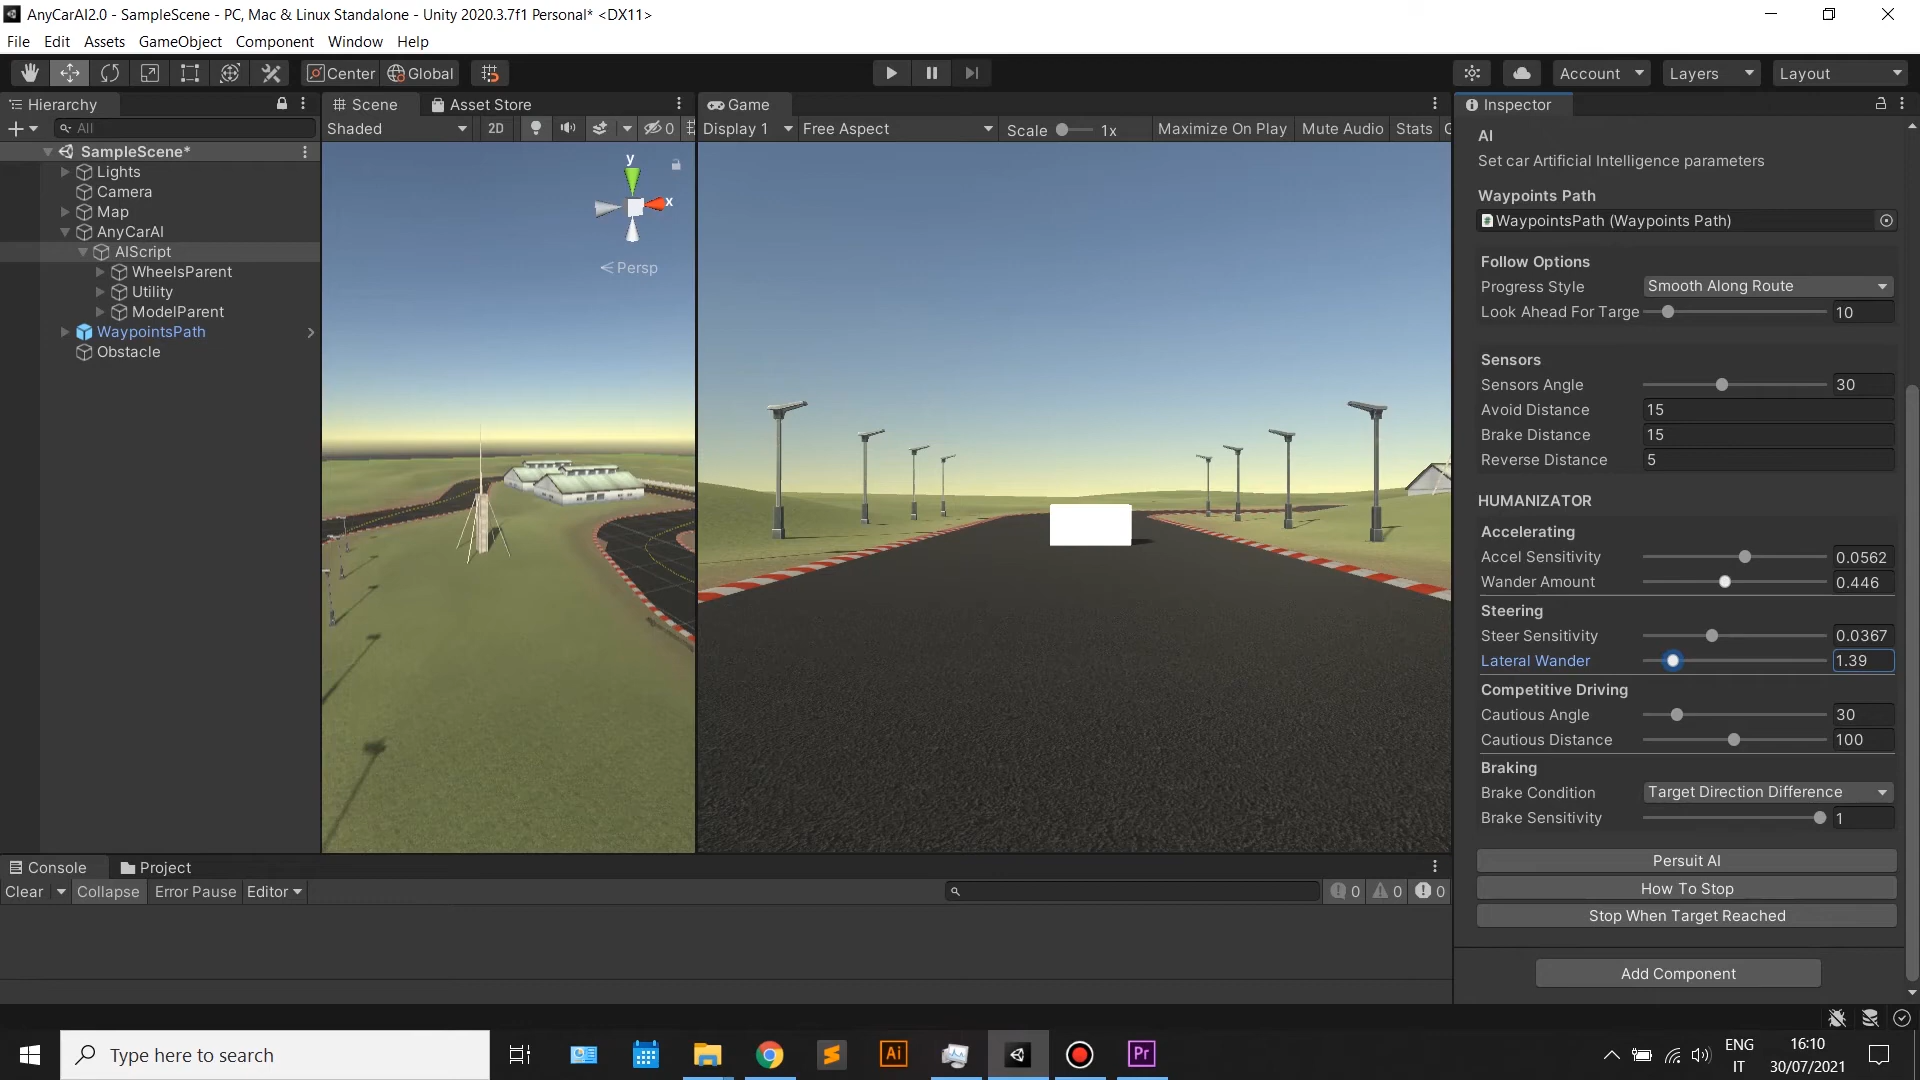 AnyCarAI2.0 - SampleScene - PC, Mac & Linux Standalone - Unity 2020.3.7f1 Personal* <DX11>
File Edit Assets GameObject Component Window Help
Center Global Account Layers Layout
Hierarchy
All
SampleScene*
Lights
Camera
Map
AnyCarAI
AIScript
WheelsParent
Utility
ModelParent
WaypointsPath
Obstacle
Scene Asset Store
Shaded 2D 0
y
x
Persp
Game
Display 1 Free Aspect Scale 1x Maximize On Play Mute Audio Stats G
Inspector
AI
Set car Artificial Intelligence parameters
Waypoints Path
WaypointsPath (Waypoints Path)
Follow Options
Progress Style Smooth Along Route
Look Ahead For Targe 10
Sensors
Sensors Angle 30
Avoid Distance 15
Brake Distance 15
Reverse Distance 5
HUMANIZATOR
Accelerating
Accel Sensitivity 0.0562
Wander Amount 0.446
Steering
Steer Sensitivity 0.0367
Lateral Wander 1.39
Competitive Driving
Cautious Angle 30
Cautious Distance 100
Braking
Brake Condition Target Direction Difference
Brake Sensitivity 1
Persuit AI
How To Stop
Stop When Target Reached
Add Component
Console Project
Clear Collapse Error Pause Editor 0 0 0
Type here to search
Ai
Pr
ENG
IT
16:10
30/07/2021